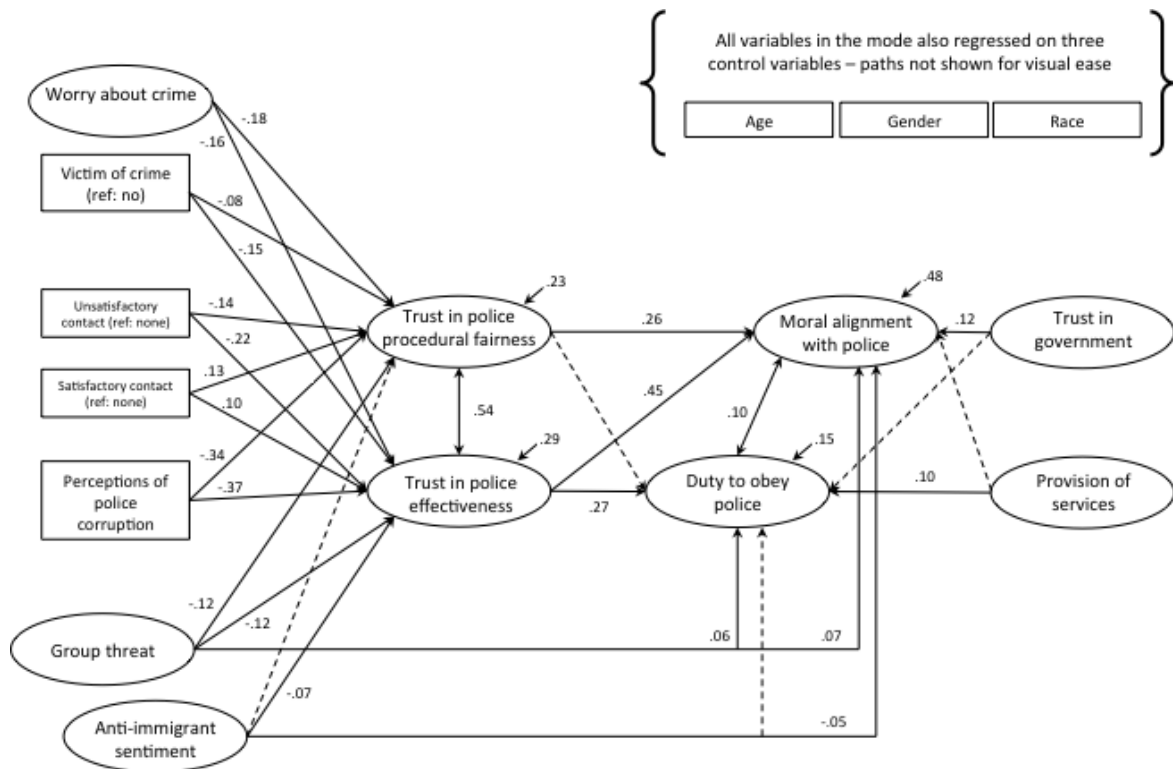 All variables in the mode also regressed on three
control variables – paths not shown for visual ease
Age
Gender
Race
Worry about crime
-.18
-.16
Victim of crime
(ref: no)
-.08
-.15
Unsatisfactory
contact (ref: none)
-.14
-.22
Satisfactory contact
(ref: none)
.13
.10
Perceptions of
police
corruption
-.34
-.37
Group threat
-.12
-.12
Anti-immigrant
sentiment
-.07
Trust in police
procedural fairness
.23
.54
Trust in police
effectiveness
.29
.26
.45
.27
Moral alignment
with police
.48
.10
Duty to obey
police
.15
.12
Trust in
government
.10
Provision of
services
.06
.07
-.05